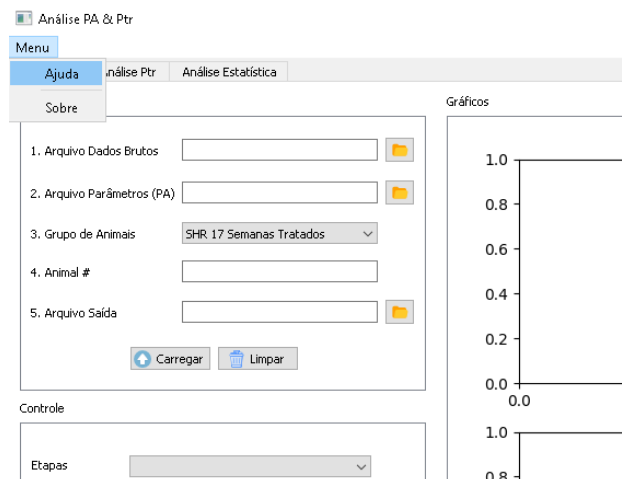 Análise PA & Ptr
Menu
Ajuda
Sobre
nálise Ptr
Análise Estatística
1. Arquivo Dados Brutos
2. Arquivo Parâmetros (PA)
3. Grupo de Animais
SHR 17 Semanas Tratados
4. Animal #
5. Arquivo Saída
Carregar
Limpar
Controle
Etapas
Gráficos
1.0
0.8
0.6
0.4
0.2
0.0
0.0
1.0
0.8